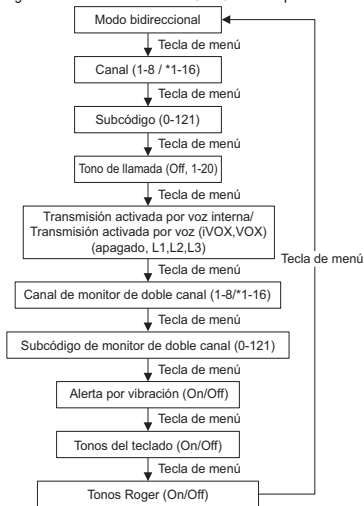 Modo bidireccional
Tecla de menú
Canal (1-8 / *1-16)
Tecla de menú
Subcódigo (0-121)
Tecla de menú
Tono de llamada (Off, 1-20)
Tecla de menú
Transmisión activada por voz interna/
Transmisión activada por voz (iVOX,VOX)
(apagado, L1,L2,L3)
Tecla de menú
Tecla de menú
Canal de monitor de doble canal (1-8/*1-16)
Tecla de menú
Subcódigo de monitor de doble canal (0-121)
Tecla de menú
Alerta por vibración (On/Off)
Tecla de menú
Tonos del teclado (On/Off)
Tecla de menú
Tonos Roger (On/Off)